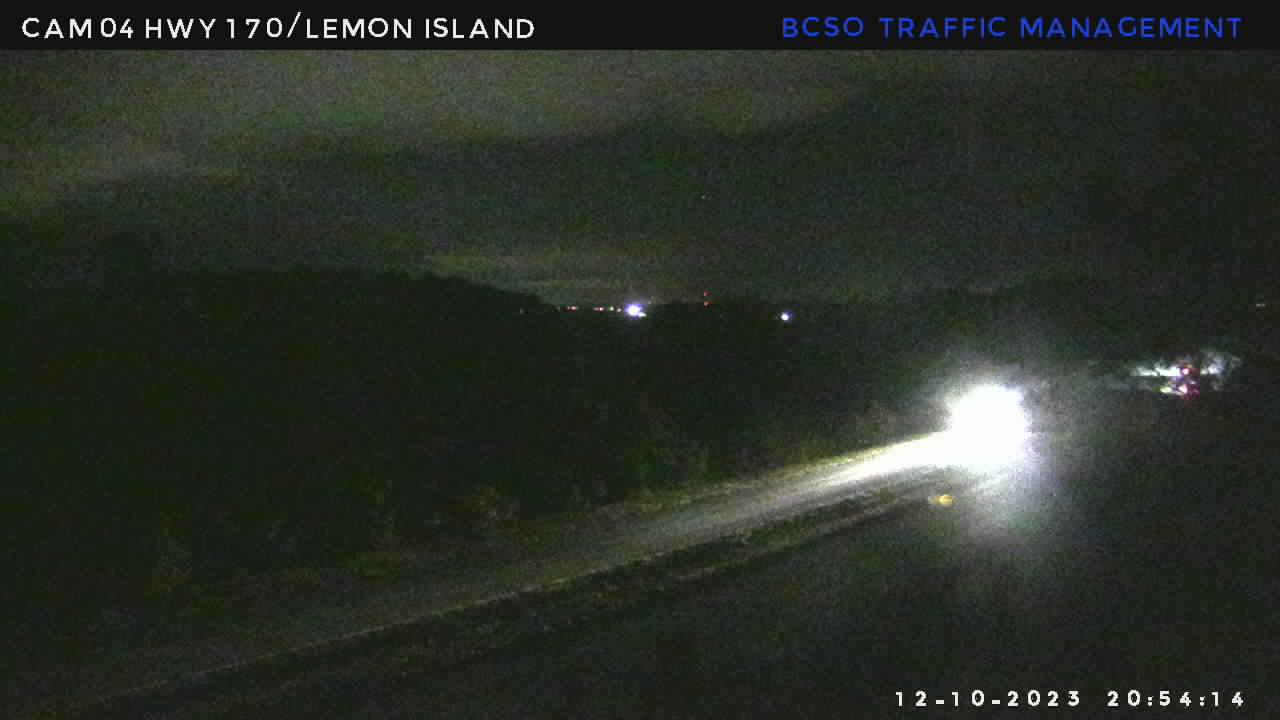 CAM04 HWY 170/LEMON ISLAND
BCSO TRAFFIC MANAGEMENT
12-10-2023 20:54:14